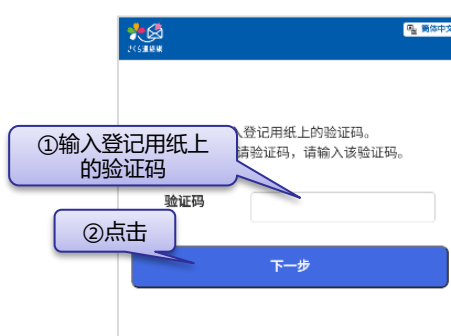 さくら連絡網
简体中文
入登记用纸上的验证码。
请验证码，请输入该验证码。
①输入登记用纸上
的验证码
验证码
②点击
下一步